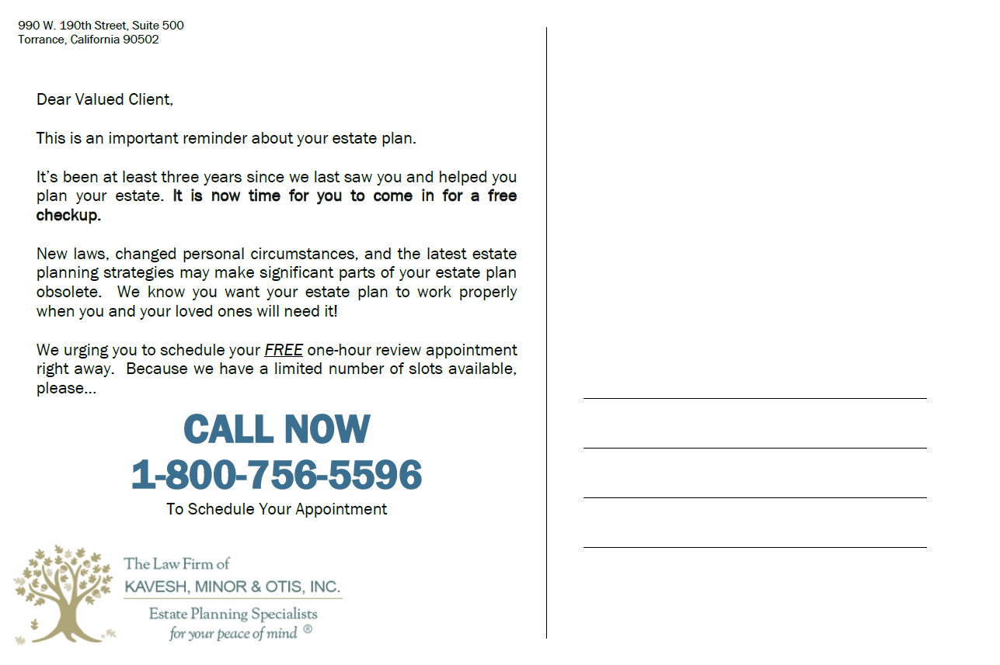 990 W. 190th Street, Suite 500
Torrance, California 90502
Dear Valued Client,
This is an important reminder about your estate plan.
It's been at least three years since we last saw you and helped you
plan your estate. It is now time for you to come in for a free
checkup.
New laws, changed personal circumstances, and the latest estate
planning strategies may make significant parts of your estate plan
obsolete. We know you want your estate plan to work properly
when you and your loved ones will need it!
We urging you to schedule your FREE one-hour review appointment
right away. Because we have a limited number of slots available,
please...
CALL NOW
1-800-756-5596
To Schedule Your Appointment
The Law Firm of
KAVESH, MINOR & OTIS, INC.
Estate Planning Specialists
for your peace of mind ®